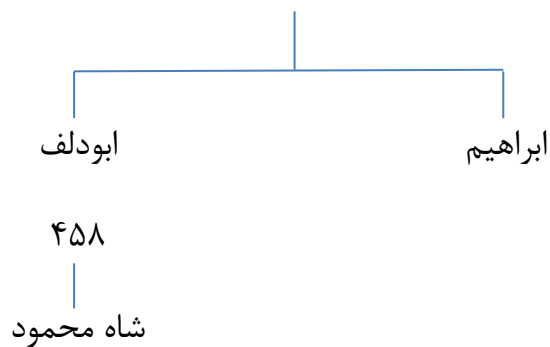 ابراهیم
ابودلف
۴۵۸
شاه محمود